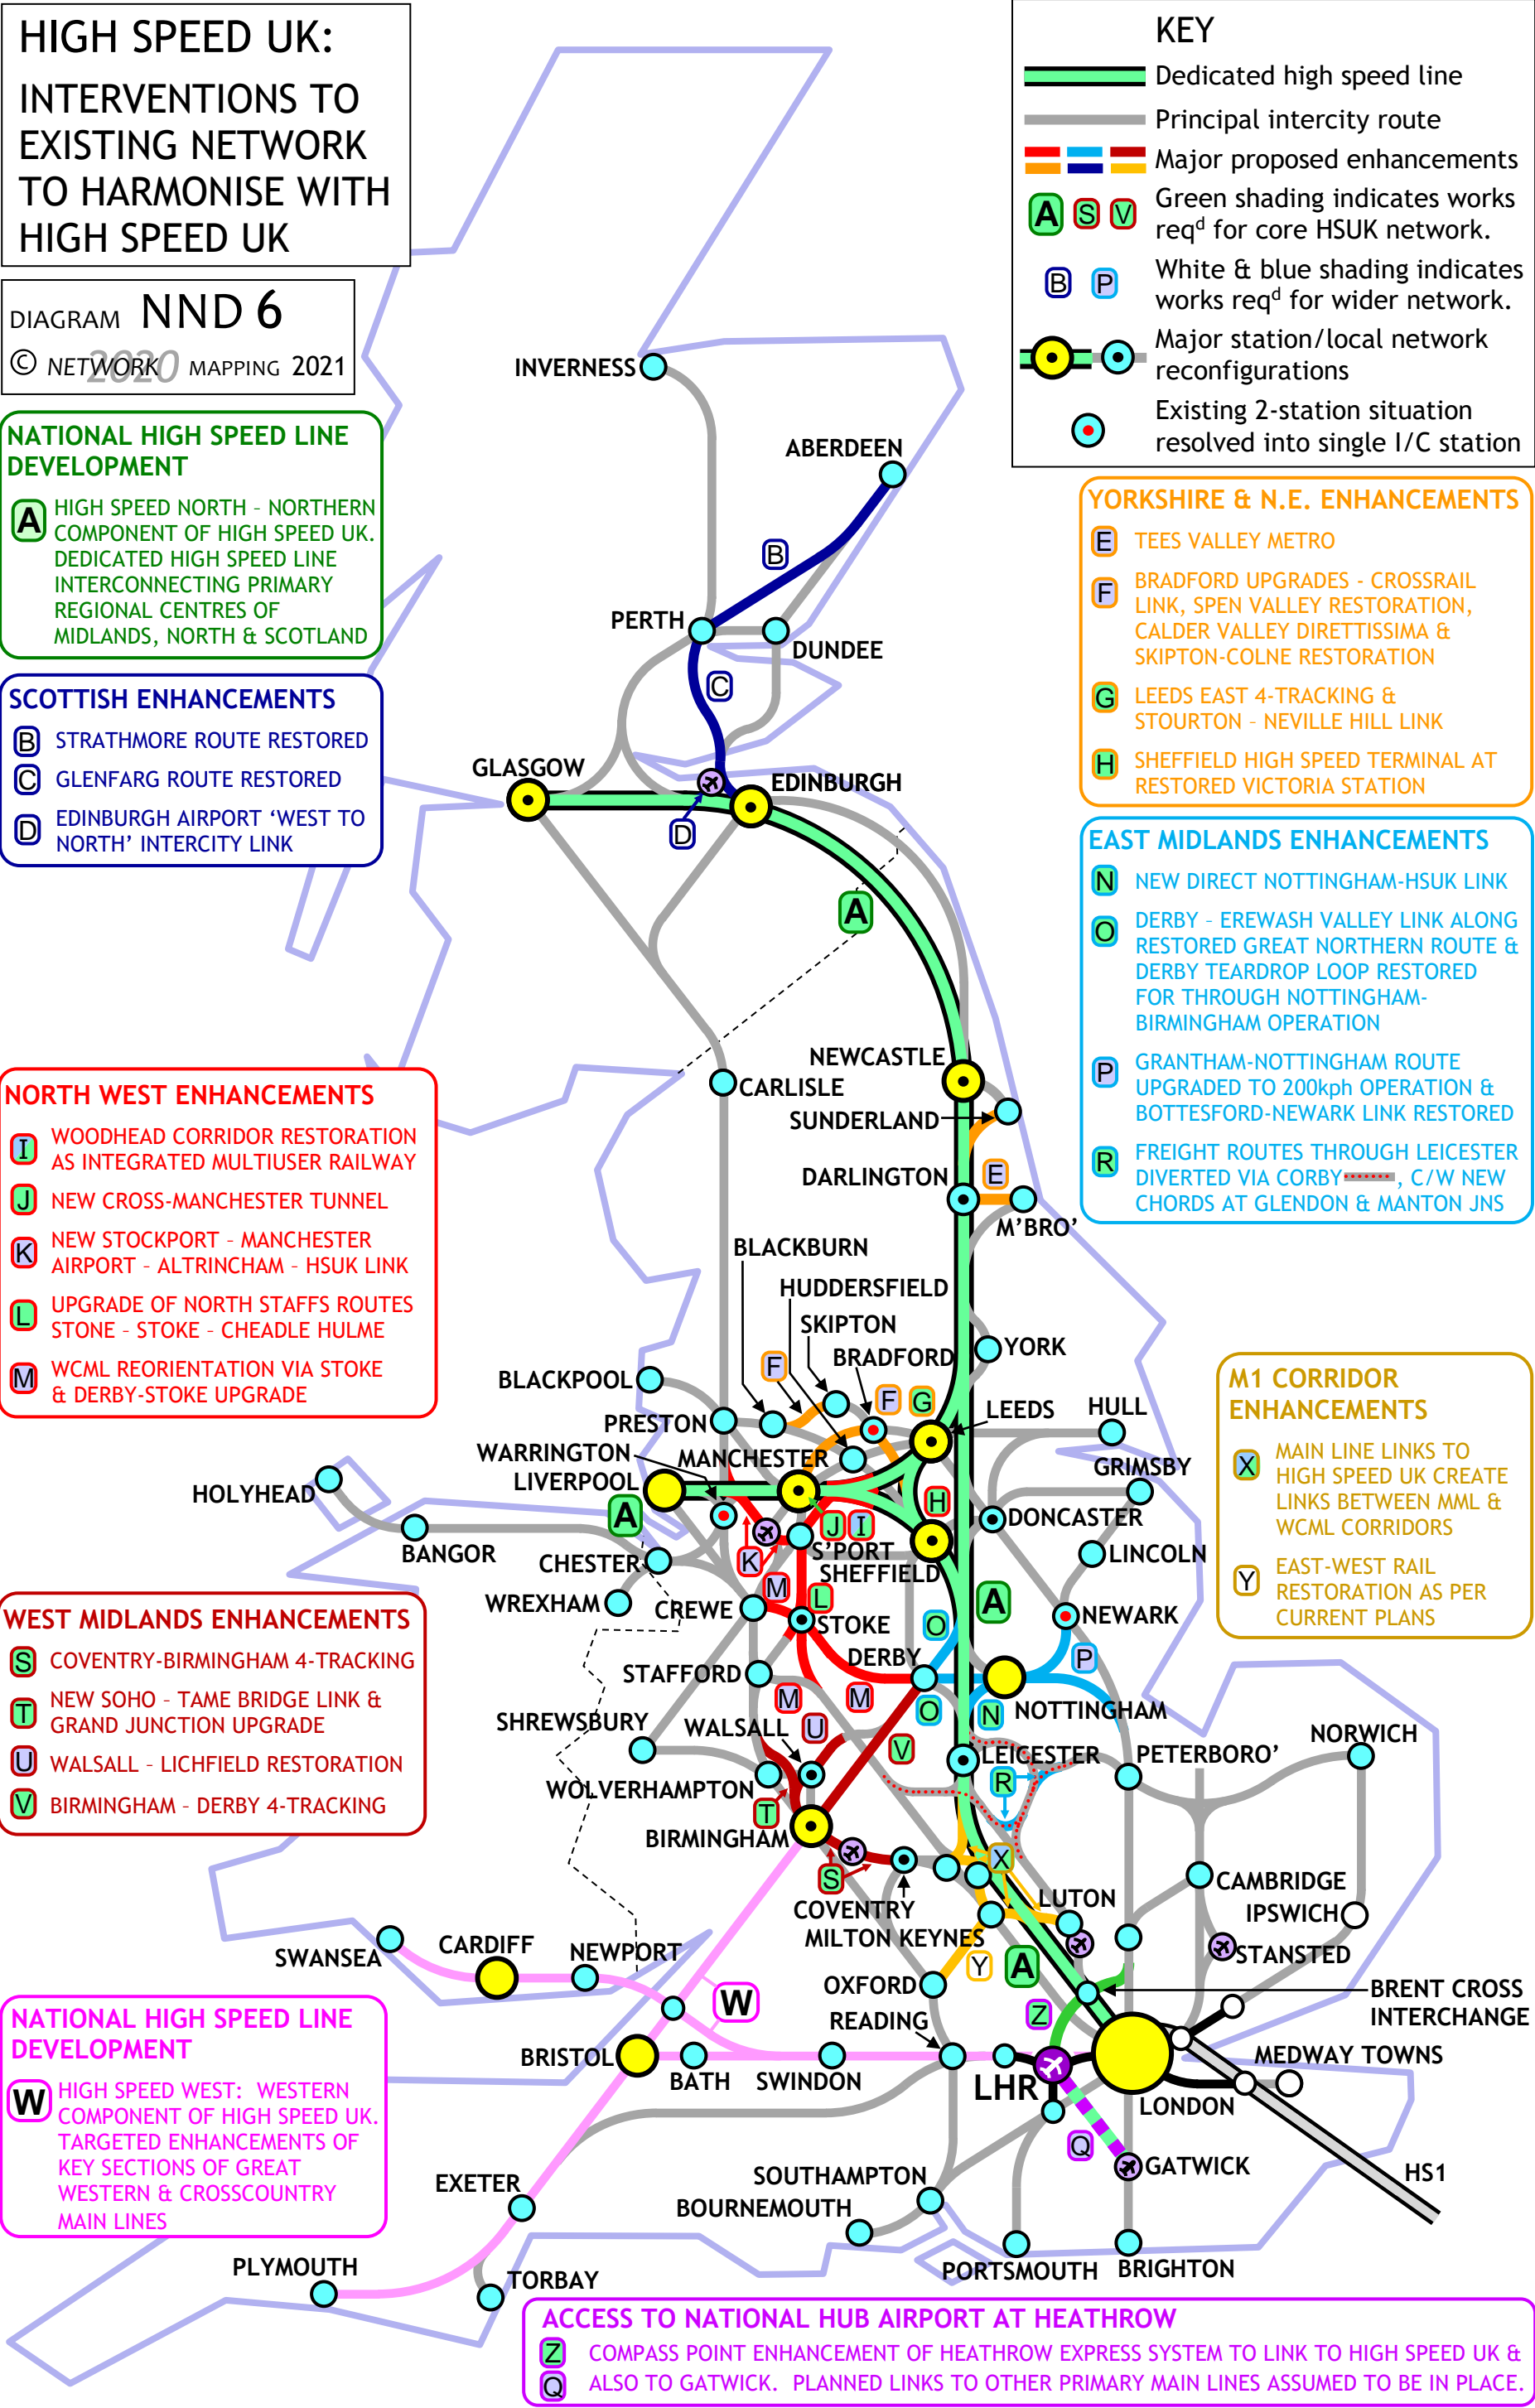 HIGH SPEED UK:
INTERVENTIONS TO
EXISTING NETWORK
TO HARMONISE WITH
HIGH SPEED UK
DIAGRAM NND 6
© NETWORK 2020 MAPPING 2021
KEY
Dedicated high speed line
Principal intercity route
Major proposed enhancements
A S V Green shading indicates works
reqd for core HSUK network.
B P White & blue shading indicates
works reqd for wider network.
Major station/local network
reconfigurations
Existing 2-station situation
resolved into single I/C station
NATIONAL HIGH SPEED LINE
DEVELOPMENT
A HIGH SPEED NORTH – NORTHERN
COMPONENT OF HIGH SPEED UK.
DEDICATED HIGH SPEED LINE
INTERCONNECTING PRIMARY
REGIONAL CENTRES OF
MIDLANDS, NORTH & SCOTLAND
SCOTTISH ENHANCEMENTS
B STRATHMORE ROUTE RESTORED
C GLENFARG ROUTE RESTORED
D EDINBURGH AIRPORT ‘WEST TO
NORTH’ INTERCITY LINK
YORKSHIRE & N.E. ENHANCEMENTS
E TEES VALLEY METRO
F BRADFORD UPGRADES - CROSSRAIL
LINK, SPEN VALLEY RESTORATION,
CALDER VALLEY DIRETTISSIMA &
SKIPTON-COLNE RESTORATION
G LEEDS EAST 4-TRACKING &
STOURTON – NEVILLE HILL LINK
H SHEFFIELD HIGH SPEED TERMINAL AT
RESTORED VICTORIA STATION
EAST MIDLANDS ENHANCEMENTS
N NEW DIRECT NOTTINGHAM-HSUK LINK
O DERBY – EREWASH VALLEY LINK ALONG
RESTORED GREAT NORTHERN ROUTE &
DERBY TEARDROP LOOP RESTORED
FOR THROUGH NOTTINGHAM-
BIRMINGHAM OPERATION
P GRANTHAM-NOTTINGHAM ROUTE
UPGRADED TO 200kph OPERATION &
BOTTESFORD-NEWARK LINK RESTORED
R FREIGHT ROUTES THROUGH LEICESTER
DIVERTED VIA CORBY , C/W NEW
CHORDS AT GLENDON & MANTON JNS
NORTH WEST ENHANCEMENTS
I WOODHEAD CORRIDOR RESTORATION
AS INTEGRATED MULTIUSER RAILWAY
J NEW CROSS-MANCHESTER TUNNEL
K NEW STOCKPORT – MANCHESTER
AIRPORT – ALTRINCHAM – HSUK LINK
L UPGRADE OF NORTH STAFFS ROUTES
STONE – STOKE – CHEADLE HULME
M WCML REORIENTATION VIA STOKE
& DERBY-STOKE UPGRADE
M1 CORRIDOR
ENHANCEMENTS
X MAIN LINE LINKS TO
HIGH SPEED UK CREATE
LINKS BETWEEN MML &
WCML CORRIDORS
Y EAST-WEST RAIL
RESTORATION AS PER
CURRENT PLANS
WEST MIDLANDS ENHANCEMENTS
S COVENTRY-BIRMINGHAM 4-TRACKING
T NEW SOHO – TAME BRIDGE LINK &
GRAND JUNCTION UPGRADE
U WALSALL – LICHFIELD RESTORATION
V BIRMINGHAM – DERBY 4-TRACKING
NATIONAL HIGH SPEED LINE
DEVELOPMENT
W HIGH SPEED WEST: WESTERN
COMPONENT OF HIGH SPEED UK.
TARGETED ENHANCEMENTS OF
KEY SECTIONS OF GREAT
WESTERN & CROSSCOUNTRY
MAIN LINES
ACCESS TO NATIONAL HUB AIRPORT AT HEATHROW
Z COMPASS POINT ENHANCEMENT OF HEATHROW EXPRESS SYSTEM TO LINK TO HIGH SPEED UK &
Q ALSO TO GATWICK. PLANNED LINKS TO OTHER PRIMARY MAIN LINES ASSUMED TO BE IN PLACE.
INVERNESS
ABERDEEN
B
PERTH
DUNDEE
C
GLASGOW
EDINBURGH
D
A
NEWCASTLE
CARLISLE
SUNDERLAND
DARLINGTON
E
M’BRO’
BLACKBURN
HUDDERSFIELD
SKIPTON
BRADFORD
YORK
F
BLACKPOOL
F G
LEEDS
HULL
PRESTON
WARRINGTON
MANCHESTER
LIVERPOOL
GRIMSBY
HOLYHEAD
A
H
J I
DONCASTER
BANGOR
CHESTER
K
S’PORT
SHEFFIELD
LINCOLN
WREXHAM
CREWE
M
L
A
STOKE
O
NEWARK
STAFFORD
DERBY
P
M
M
O
N
NOTTINGHAM
SHREWSBURY
WALSALL
U
V
LEICESTER
PETERBORO’
NORWICH
WOLVERHAMPTON
R
T
BIRMINGHAM
S
X
COVENTRY
LUTON
CAMBRIDGE
MILTON KEYNES
IPSWICH
SWANSEA
CARDIFF
NEWPORT
Y
A
STANSTED
OXFORD
W
BRENT CROSS
INTERCHANGE
READING
Z
BRISTOL
BATH
SWINDON
LHR
MEDWAY TOWNS
LONDON
Q
GATWICK
HS1
EXETER
SOUTHAMPTON
BOURNEMOUTH
PLYMOUTH
TORBAY
PORTSMOUTH
BRIGHTON